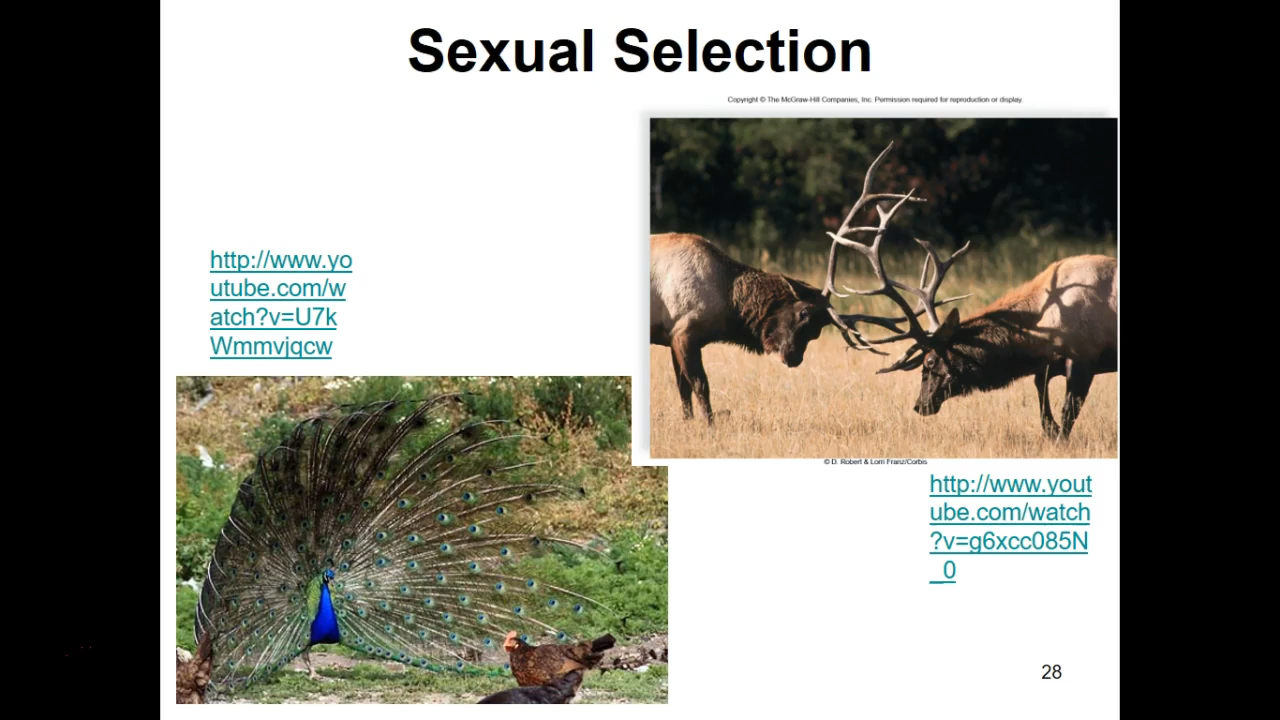 Sexual Selection
Copyright © The McGraw-Hill Companies, Inc. Permission required for reproduction or display.
http://www.yo
utube.com/w
atch?v=U7k
Wmmvjqcw
© D. Robert & Lorri Franz/Corbis
http://www.yout
ube.com/watch
?v=g6xcc085N
_0
28